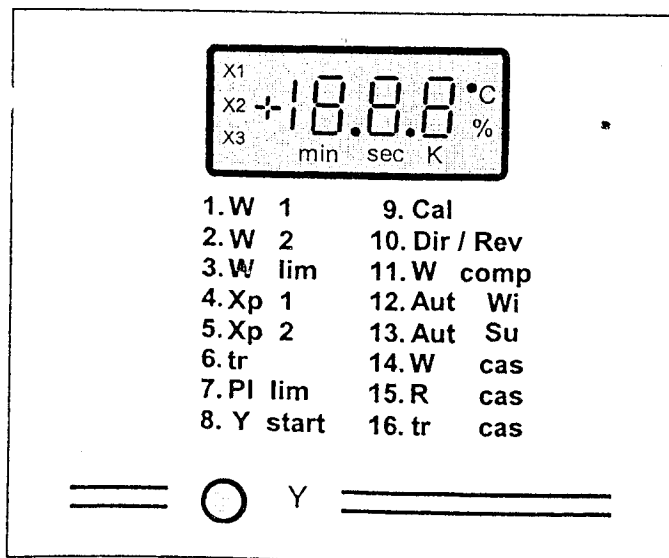 X1
X2 +18.8.8 °C
X3 %
min sec K
1. W 1
2. W 2
3. W lim
4. Xp 1
5. Xp 2
6. tr
7. PI lim
8. Y start
9. Cal
10. Dir / Rev
11. W comp
12. Aut Wi
13. Aut Su
14. W cas
15. R cas
16. tr cas
Y